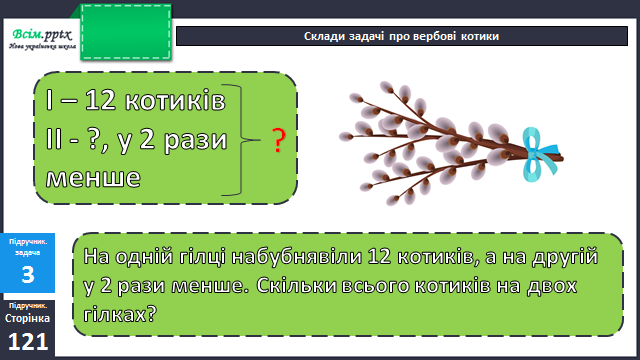 Всім.pptx
Нова українська школа
Склади задачі про вербові котики
І – 12 котиків
ІІ - ?, у 2 рази
менше
?
Підручник.
задача
3
Підручник.
Сторінка
121
На одній гілці набубнявіли 12 котиків, а на другій
у 2 рази менше. Скільки всього котиків на двох
гілках?